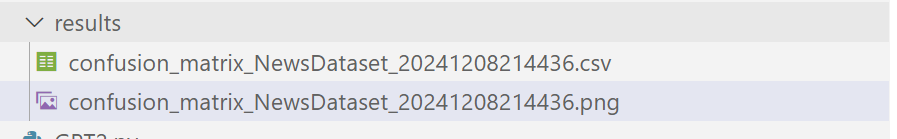 results
confusion_matrix_NewsDataset_20241208214436.csv
confusion_matrix_NewsDataset_20241208214436.png